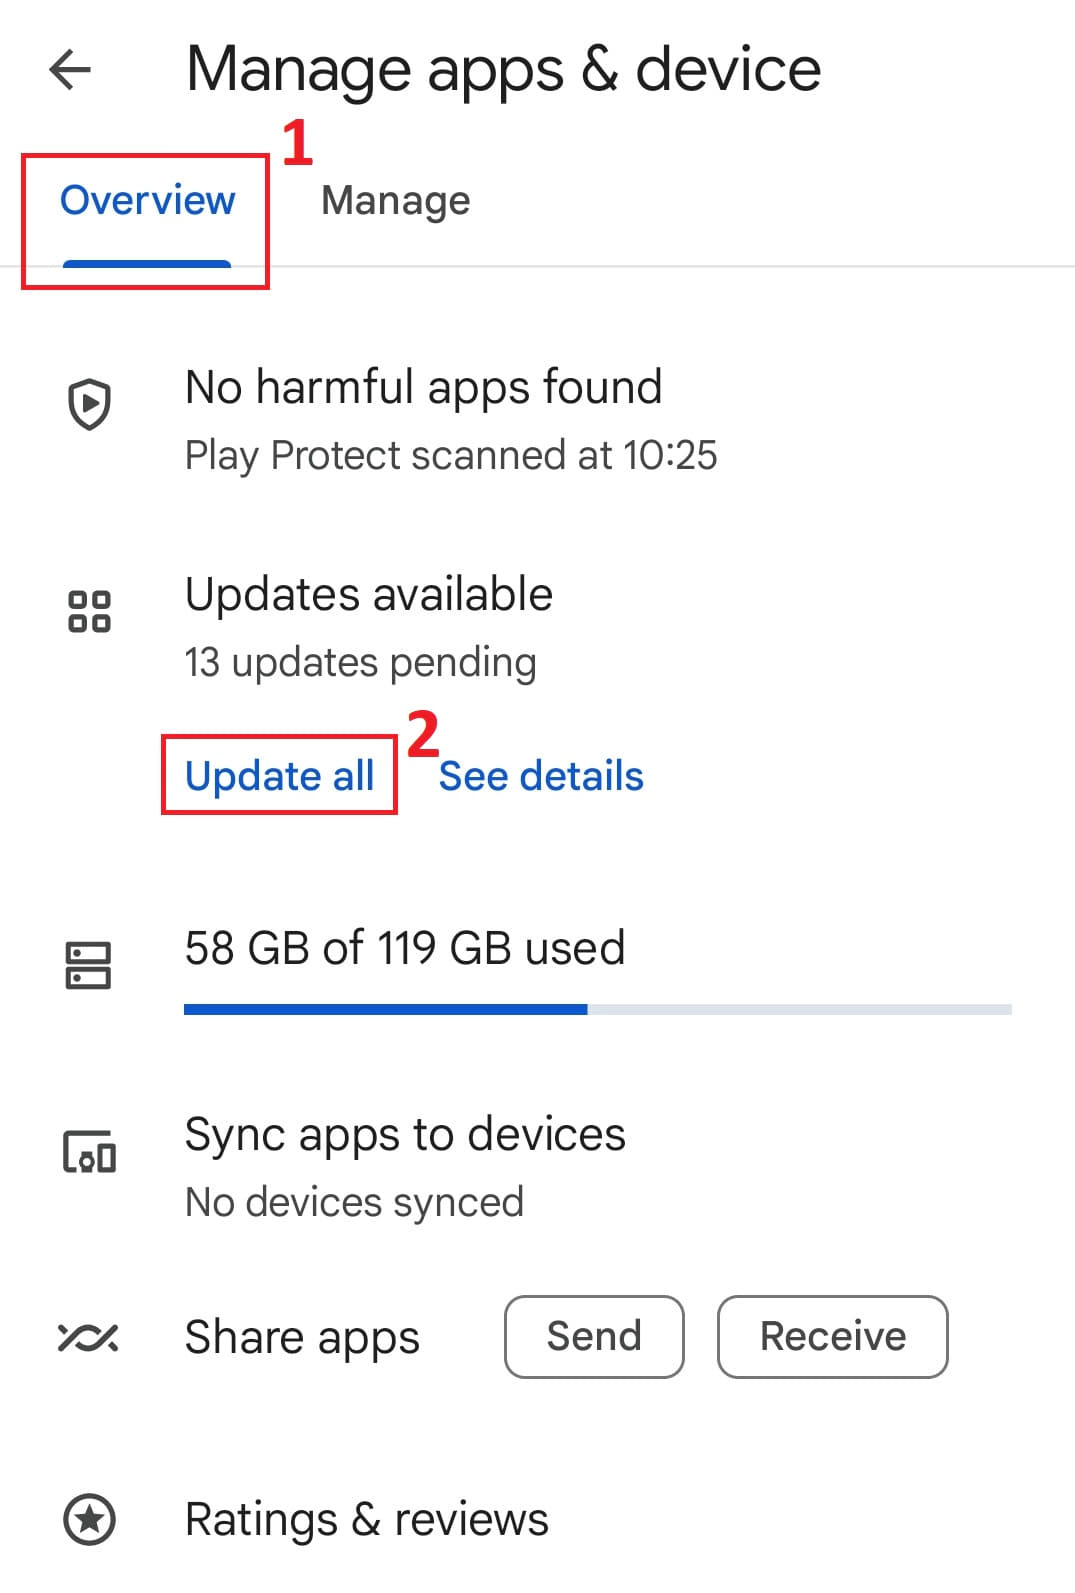 Manage apps & device
1
Overview Manage
No harmful apps found
Play Protect scanned at 10:25
Updates available
13 updates pending
2
Update all See details
58 GB of 119 GB used
Sync apps to devices
No devices synced
Share apps Send Receive
Ratings & reviews